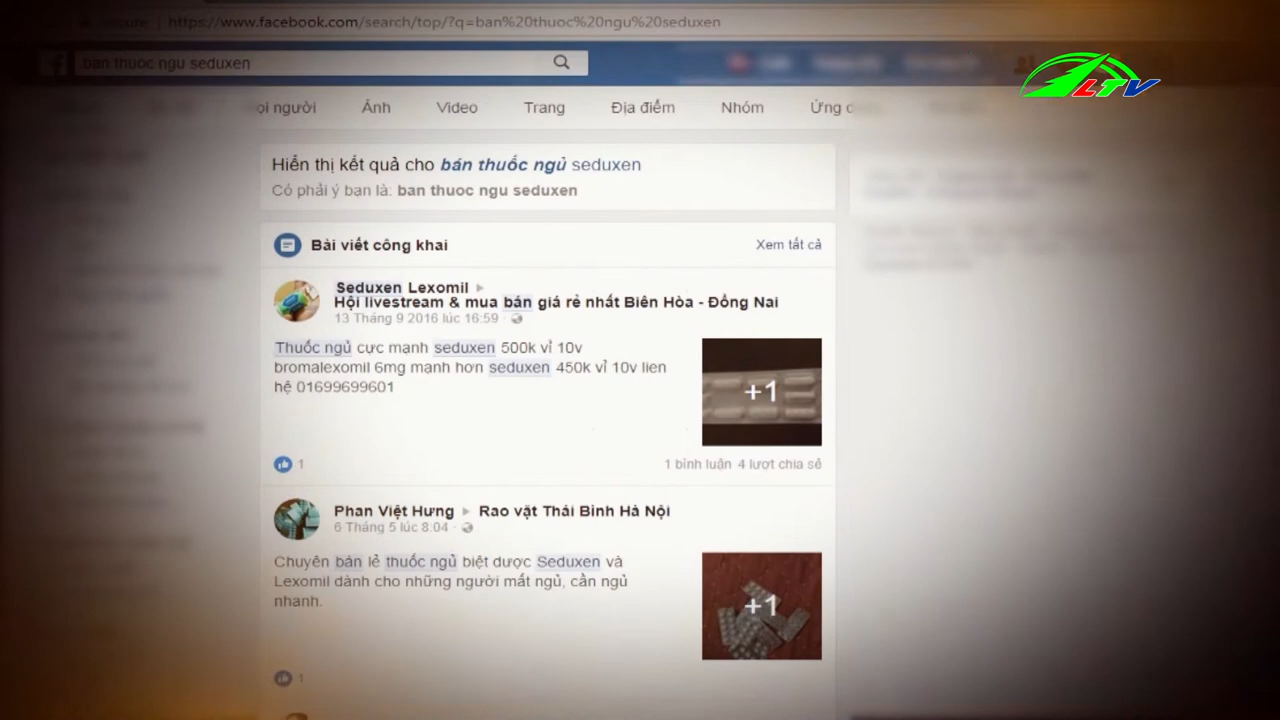 https://www.facebook.com/search/top/?q=ban%20thuoc%20ngu%20seduxen
ban thuoc ngu seduxen
LTV
ọi người Ảnh Video Trang Địa điểm Nhóm Ứng d
Hiển thị kết quả cho bán thuốc ngủ seduxen
Có phải ý bạn là: ban thuoc ngu seduxen
Bài viết công khai Xem tất cả
Seduxen Lexomil
Hội livestream & mua bán giá rẻ nhất Biên Hòa - Đồng Nai
13 Tháng 9 2016 lúc 16:59
Thuốc ngủ cực mạnh seduxen 500k vỉ 10v
bromalexomil 6mg mạnh hơn seduxen 450k vỉ 10v lien
hệ 01699699601
+1
1 1 bình luận 4 lượt chia sẻ
Phan Việt Hưng Rao vặt Thái Bình Hà Nội
6 Tháng 5 lúc 8:04
Chuyên bán lẻ thuốc ngủ biệt dược Seduxen và
Lexomil dành cho những người mất ngủ, cần ngủ
nhanh.
+1
1